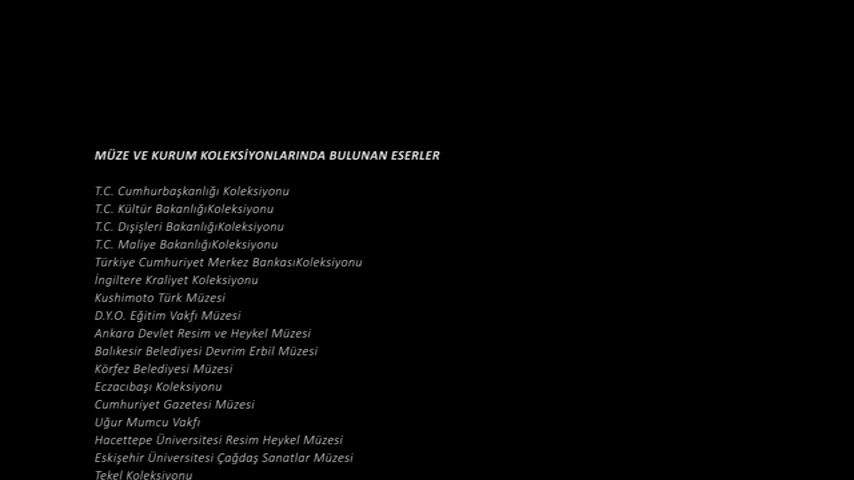 MÜZE VE KURUM KOLEKSİYONLARINDA BULUNAN ESERLER
T.C. Cumhurbaşkanlığı Koleksiyonu
T.C. Kültür BakanlığıKoleksiyonu
T.C. Dışişleri BakanlığıKoleksiyonu
T.C. Maliye BakanlığıKoleksiyonu
Türkiye Cumhuriyet Merkez BankasıKoleksiyonu
İngiltere Kraliyet Koleksiyonu
Kushimoto Türk Müzesi
D.Y.O. Eğitim Vakfı Müzesi
Ankara Devlet Resim ve Heykel Müzesi
Balıkesir Belediyesi Devrim Erbil Müzesi
Körfez Belediyesi Müzesi
Eczacıbaşı Koleksiyonu
Cumhuriyet Gazetesi Müzesi
Uğur Mumcu Vakfı
Hacettepe Üniversitesi Resim Heykel Müzesi
Eskişehir Üniversitesi Çağdaş Sanatlar Müzesi
Tekel Koleksiyonu